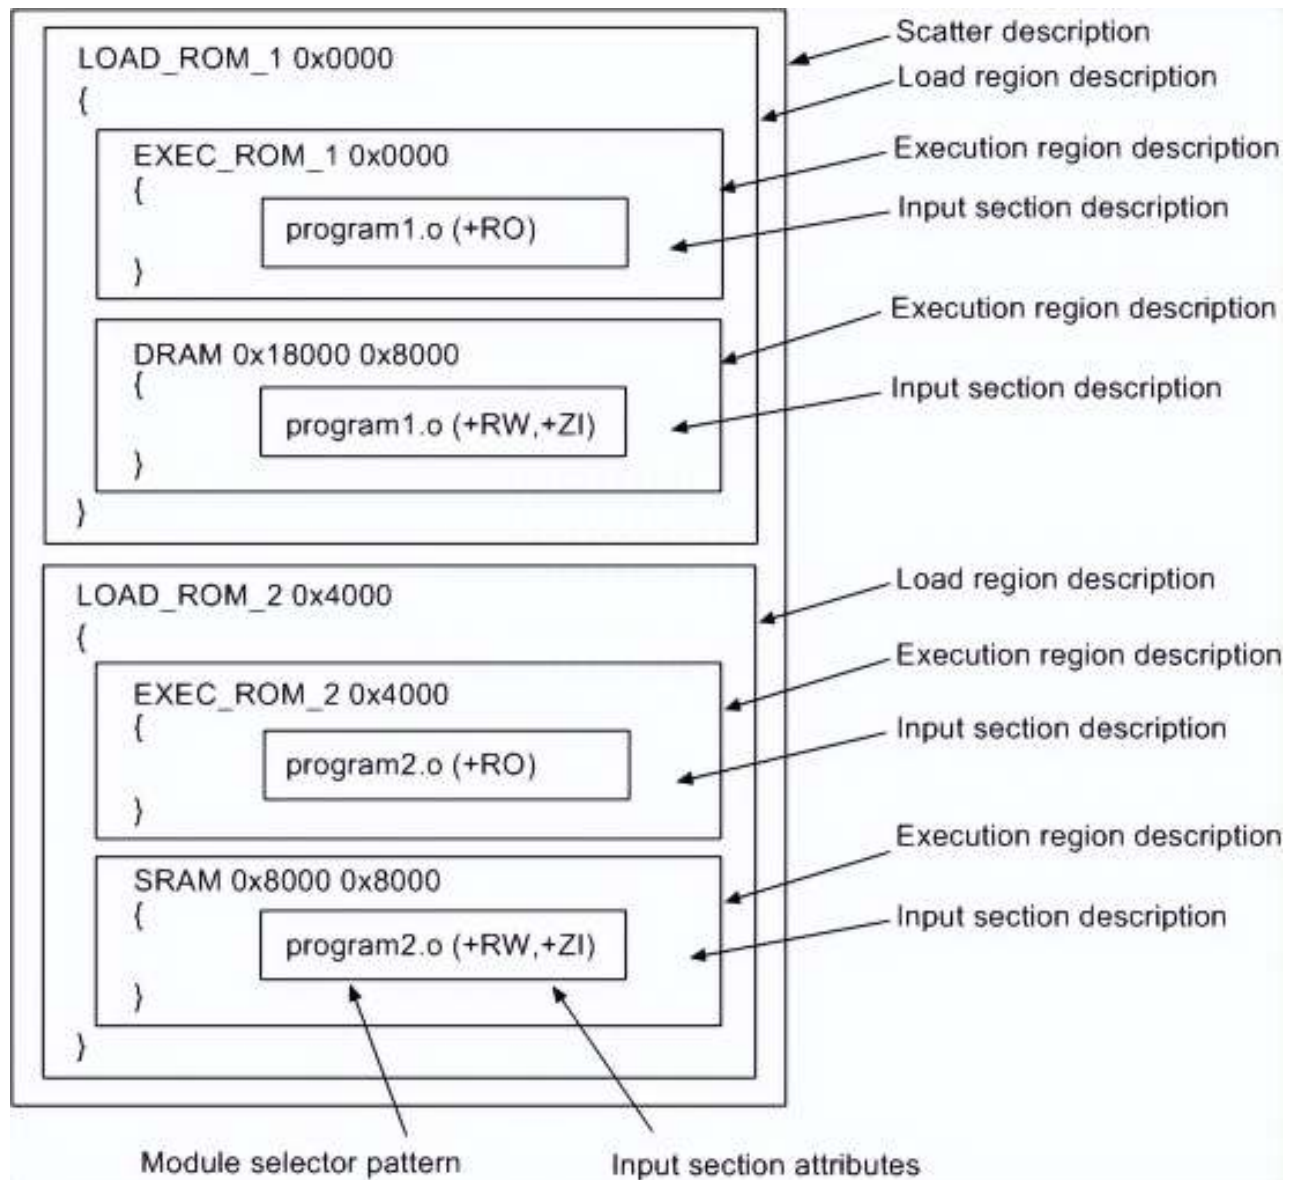 Scatter description
LOAD_ROM_1 0x0000
Load region description
{
EXEC_ROM_1 0x0000
Execution region description
{
program1.o (+RO)
Input section description
}
Execution region description
DRAM 0x18000 0x8000
{
Input section description
program1.o (+RW,+ZI)
}
}
LOAD_ROM_2 0x4000
Load region description
{
Execution region description
EXEC_ROM_2 0x4000
{
Input section description
program2.o (+RO)
}
Execution region description
SRAM 0x8000 0x8000
{
Input section description
program2.o (+RW,+ZI)
}
}
Module selector pattern
Input section attributes